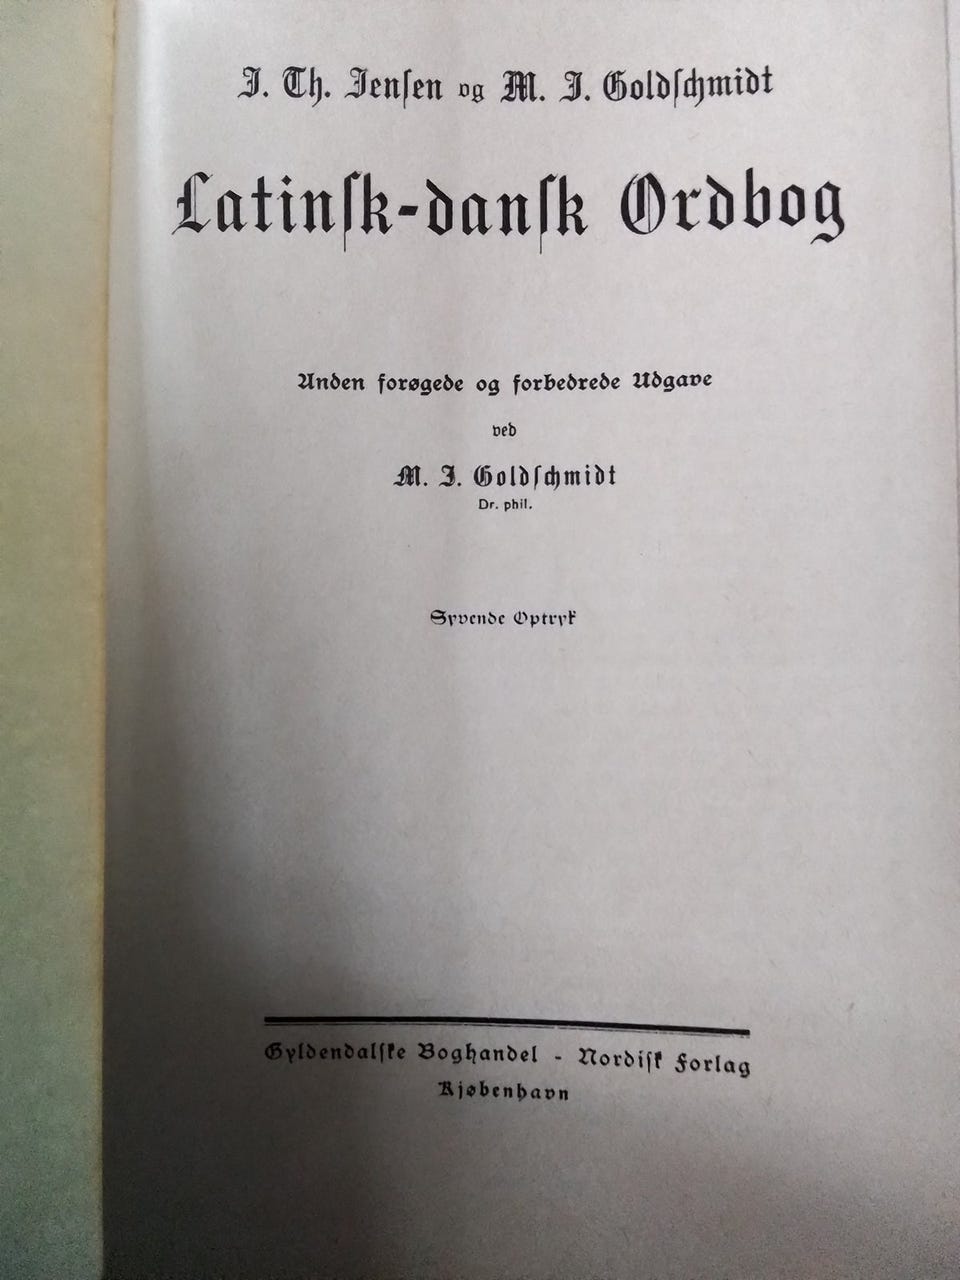 J. Th. Jensen og M. J. Goldschmidt
Latinsk-dansk Ordbog
Anden forøgede og forbedrede Udgave
ved
M. J. Goldschmidt
Dr. phil.
Syvende Optryk
Gyldendalske Boghandel - Nordisk Forlag
Kjøbenhavn